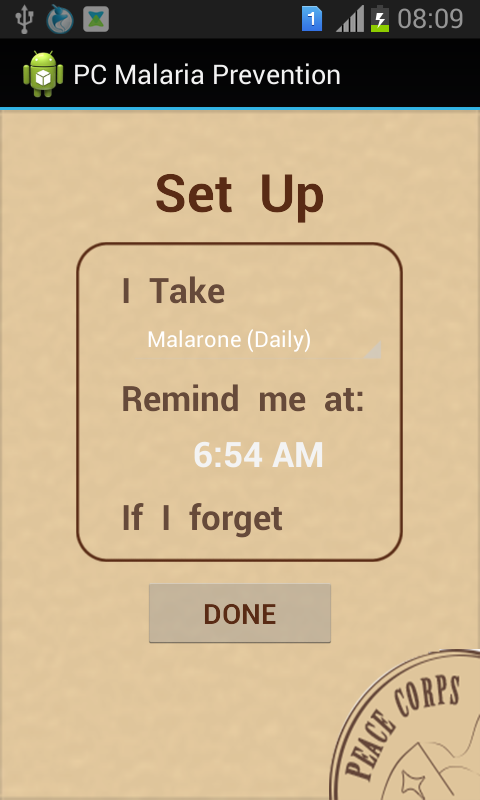 1 08:09
PC Malaria Prevention
Set Up
I Take
Malarone (Daily)
Remind me at:
6:54 AM
If I forget
DONE
PEACE CORPS